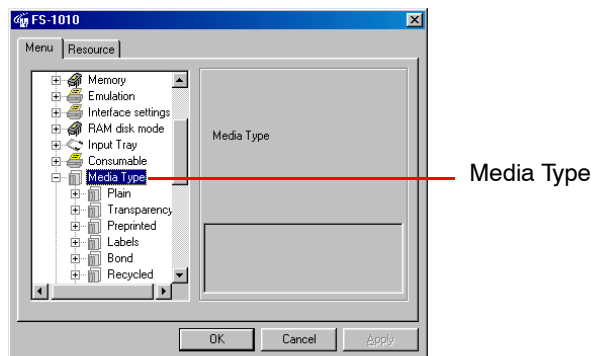 FS-1010
Menu Resource
Memory
Emulation
Interface settings
RAM disk mode
Input Tray
Consumable
Media Type
Plain
Transparency
Preprinted
Labels
Bond
Recycled
Media Type
Media Type
OK Cancel Apply